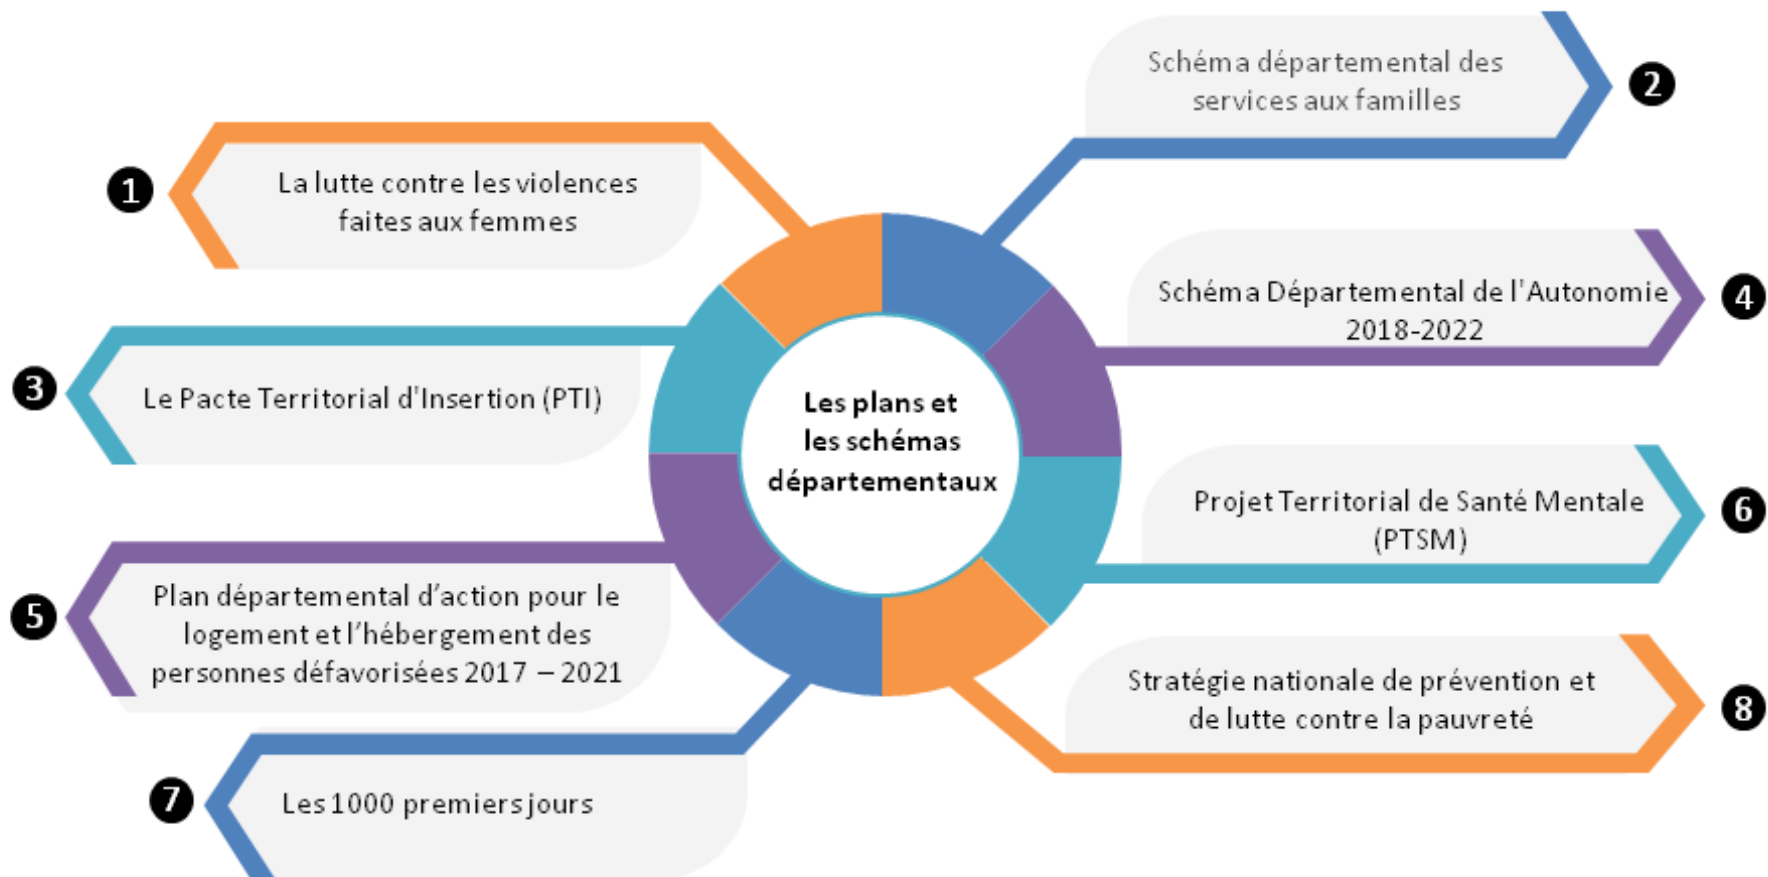 1
La lutte contre les violences
faites aux femmes
2
Schéma départemental des
services aux familles
3
Le Pacte Territorial d'Insertion (PTI)
4
Schéma Départemental de l'Autonomie
2018-2022
Les plans et
les schémas
départementaux
5
Plan départemental d’action pour le
logement et l’hébergement des
personnes défavorisées 2017 – 2021
6
Projet Territorial de Santé Mentale
(PTSM)
7
Les 1000 premiers jours
8
Stratégie nationale de prévention et
de lutte contre la pauvreté